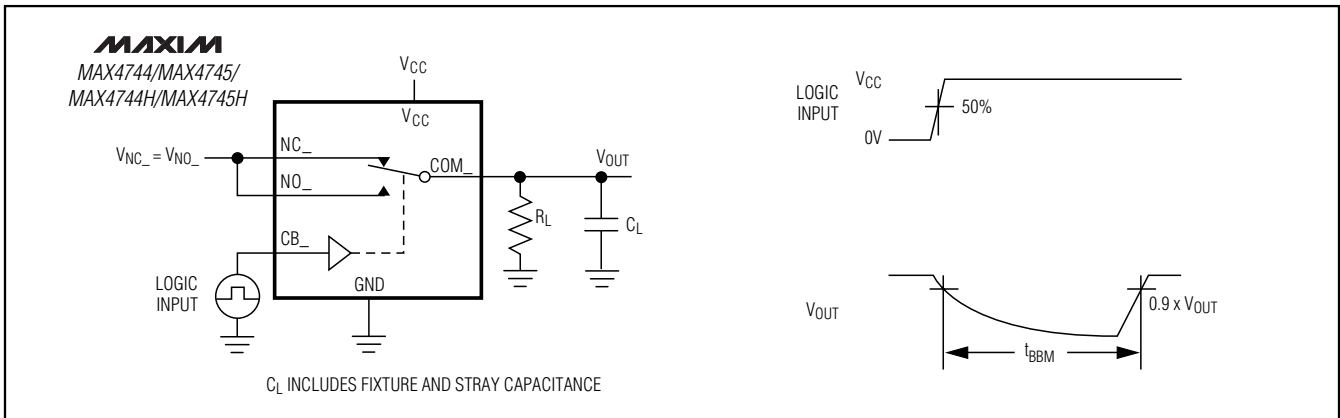 MAXIM
MAX4744/MAX4745/
MAX4744H/MAX4745H
VCC
VCC
VNC_ = VNO_
NC_
NO_
COM_
VOUT
RL
CL
CB_
LOGIC
INPUT
GND
CL INCLUDES FIXTURE AND STRAY CAPACITANCE
LOGIC
INPUT
VCC
50%
0V
VOUT
0.9 x VOUT
tBBM